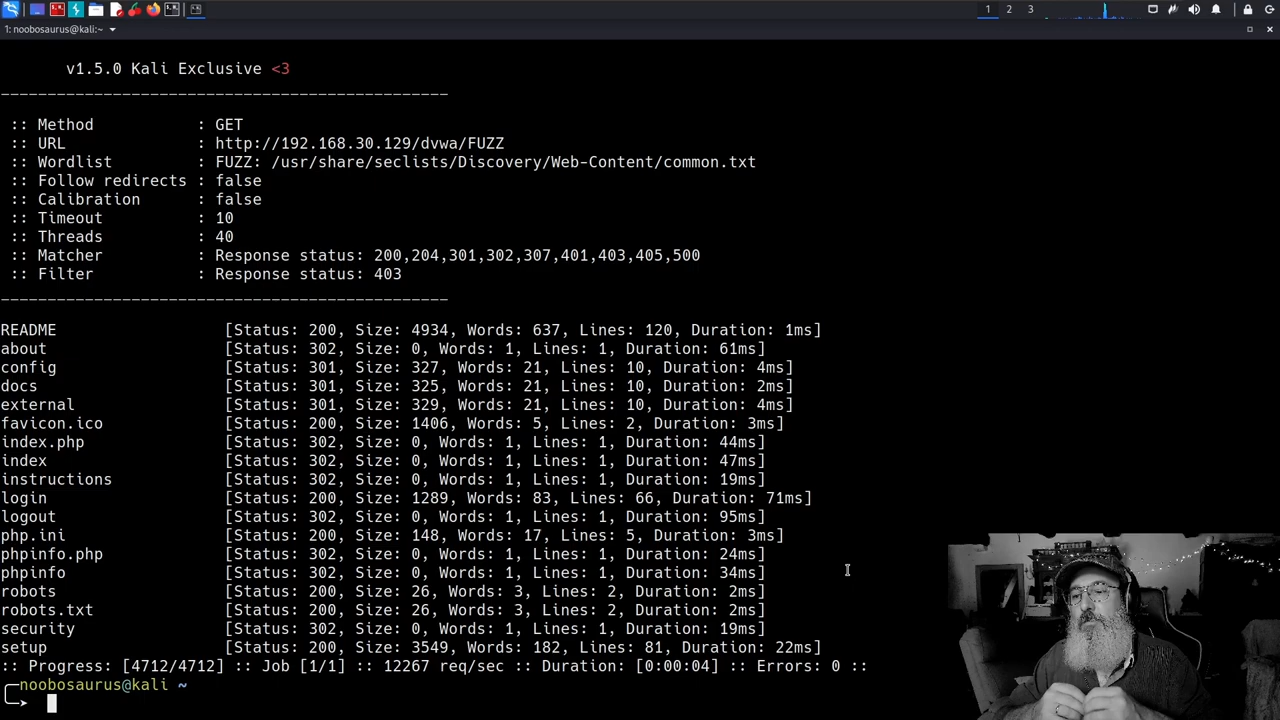 1 2 3
1: noobosaurus@kali:~
v1.5.0 Kali Exclusive <3
________________________________________________
:: Method : GET
:: URL : http://192.168.30.129/dvwa/FUZZ
:: Wordlist : FUZZ: /usr/share/seclists/Discovery/Web-Content/common.txt
:: Follow redirects : false
:: Calibration : false
:: Timeout : 10
:: Threads : 40
:: Matcher : Response status: 200,204,301,302,307,401,403,405,500
:: Filter : Response status: 403
________________________________________________
README [Status: 200, Size: 4934, Words: 637, Lines: 120, Duration: 1ms]
about [Status: 302, Size: 0, Words: 1, Lines: 1, Duration: 61ms]
config [Status: 301, Size: 327, Words: 21, Lines: 10, Duration: 4ms]
docs [Status: 301, Size: 325, Words: 21, Lines: 10, Duration: 2ms]
external [Status: 301, Size: 329, Words: 21, Lines: 10, Duration: 4ms]
favicon.ico [Status: 200, Size: 1406, Words: 5, Lines: 2, Duration: 3ms]
index.php [Status: 302, Size: 0, Words: 1, Lines: 1, Duration: 44ms]
index [Status: 302, Size: 0, Words: 1, Lines: 1, Duration: 47ms]
instructions [Status: 302, Size: 0, Words: 1, Lines: 1, Duration: 19ms]
login [Status: 200, Size: 1289, Words: 83, Lines: 66, Duration: 71ms]
logout [Status: 302, Size: 0, Words: 1, Lines: 1, Duration: 95ms]
php.ini [Status: 200, Size: 148, Words: 17, Lines: 5, Duration: 3ms]
phpinfo.php [Status: 302, Size: 0, Words: 1, Lines: 1, Duration: 24ms]
phpinfo [Status: 302, Size: 0, Words: 1, Lines: 1, Duration: 34ms]
robots [Status: 200, Size: 26, Words: 3, Lines: 2, Duration: 2ms]
robots.txt [Status: 200, Size: 26, Words: 3, Lines: 2, Duration: 2ms]
security [Status: 302, Size: 0, Words: 1, Lines: 1, Duration: 19ms]
setup [Status: 200, Size: 3549, Words: 182, Lines: 81, Duration: 22ms]
:: Progress: [4712/4712] :: Job [1/1] :: 12267 req/sec :: Duration: [0:00:04] :: Errors: 0 ::
noobosaurus@kali ~